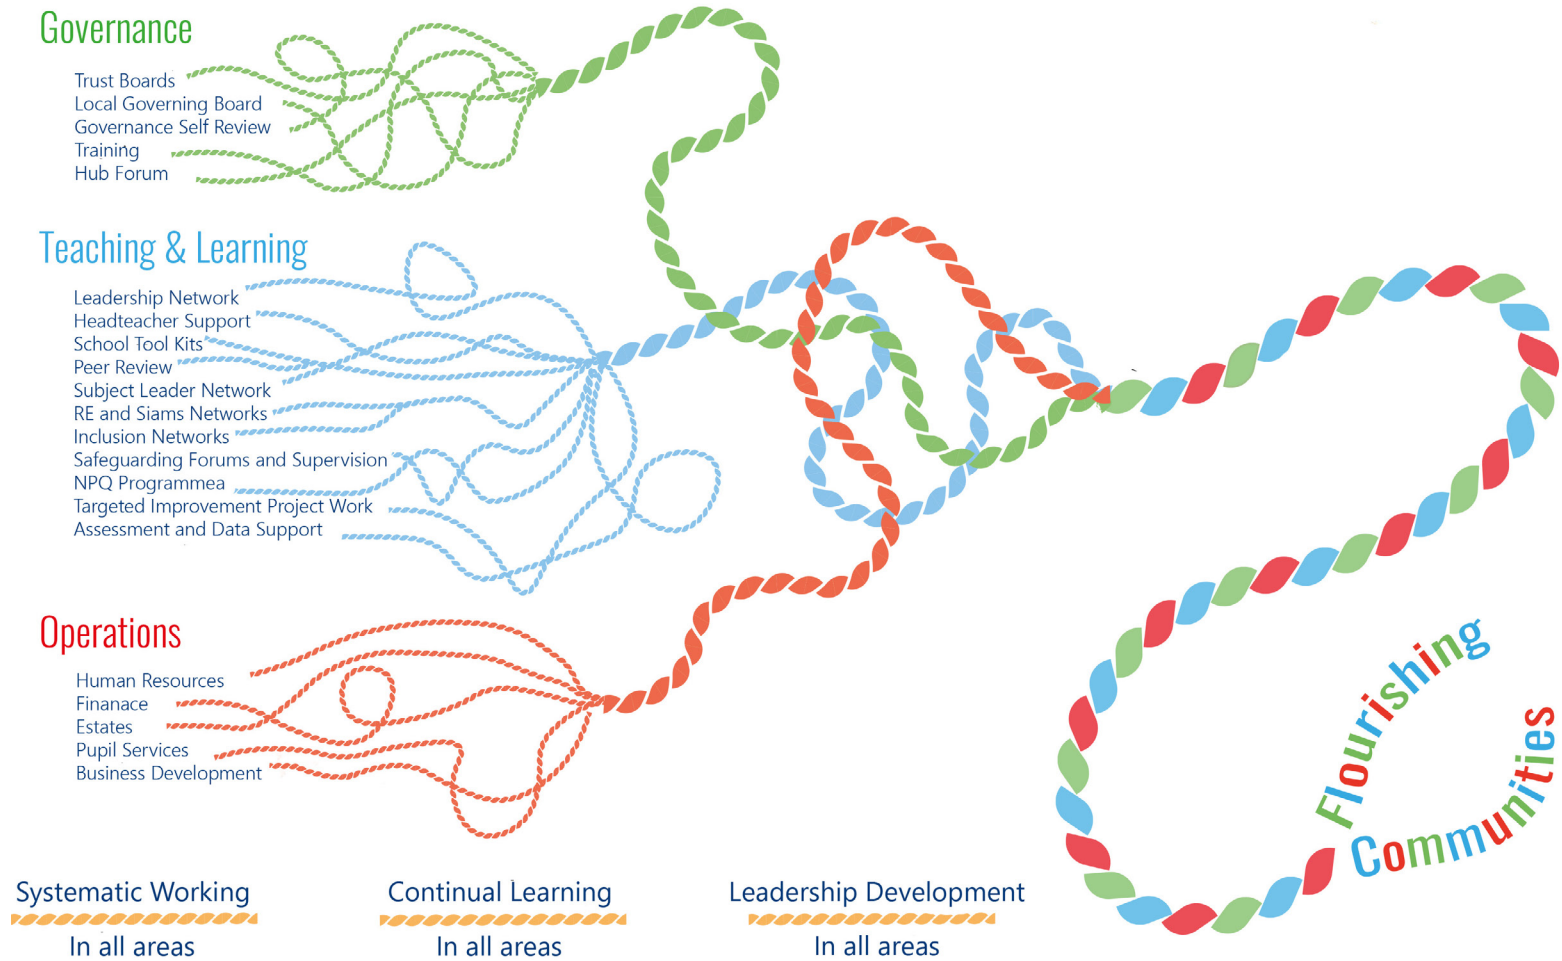 Governance
Trust Boards
Local Governing Board
Governance Self Review
Training
Hub Forum
Teaching & Learning
Leadership Network
Headteacher Support
School Tool Kits
Peer Review
Subject Leader Network
RE and Siams Networks
Inclusion Networks
Safeguarding Forums and Supervision
NPQ Programmea
Targeted Improvement Project Work
Assessment and Data Support
Operations
Human Resources
Finanace
Estates
Pupil Services
Business Development
Flourishing
Communities
Systematic Working
In all areas
Continual Learning
In all areas
Leadership Development
In all areas